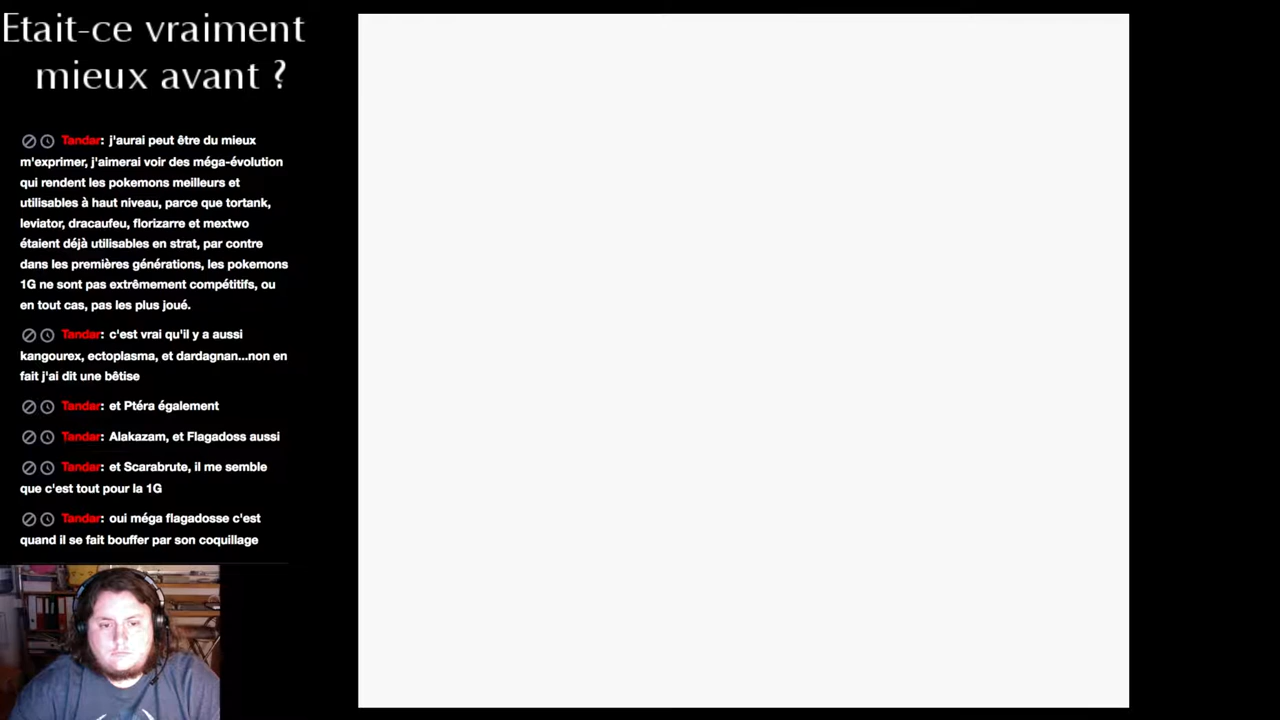 Etait-ce vraiment
mieux avant ?
Tandar: j'aurai peut être du mieux
m'exprimer, j'aimerai voir des méga-évolution
qui rendent les pokemons meilleurs et
utilisables à haut niveau, parce que tortank,
leviator, dracaufeu, florizarre et mextwo
étaient déjà utilisables en strat, par contre
dans les premières générations, les pokemons
1G ne sont pas extrêmement compétitifs, ou
en tout cas, pas les plus joué.
Tandar: c'est vrai qu'il y a aussi
kangourex, ectoplasma, et dardagnan...non en
fait j'ai dit une bêtise
Tandar: et Ptéra également
Tandar: Alakazam, et Flagadoss aussi
Tandar: et Scarabrute, il me semble
que c'est tout pour la 1G
Tandar: oui méga flagadosse c'est
quand il se fait bouffer par son coquillage